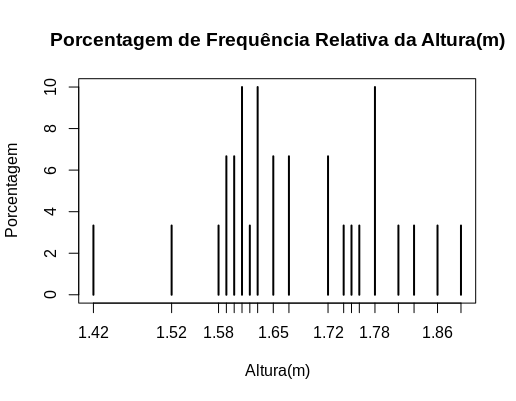 Porcentagem de Frequência Relativa da Altura(m)
Porcentagem
10
8
6
4
2
0
1.42 1.52 1.58 1.65 1.72 1.78 1.86
Altura(m)